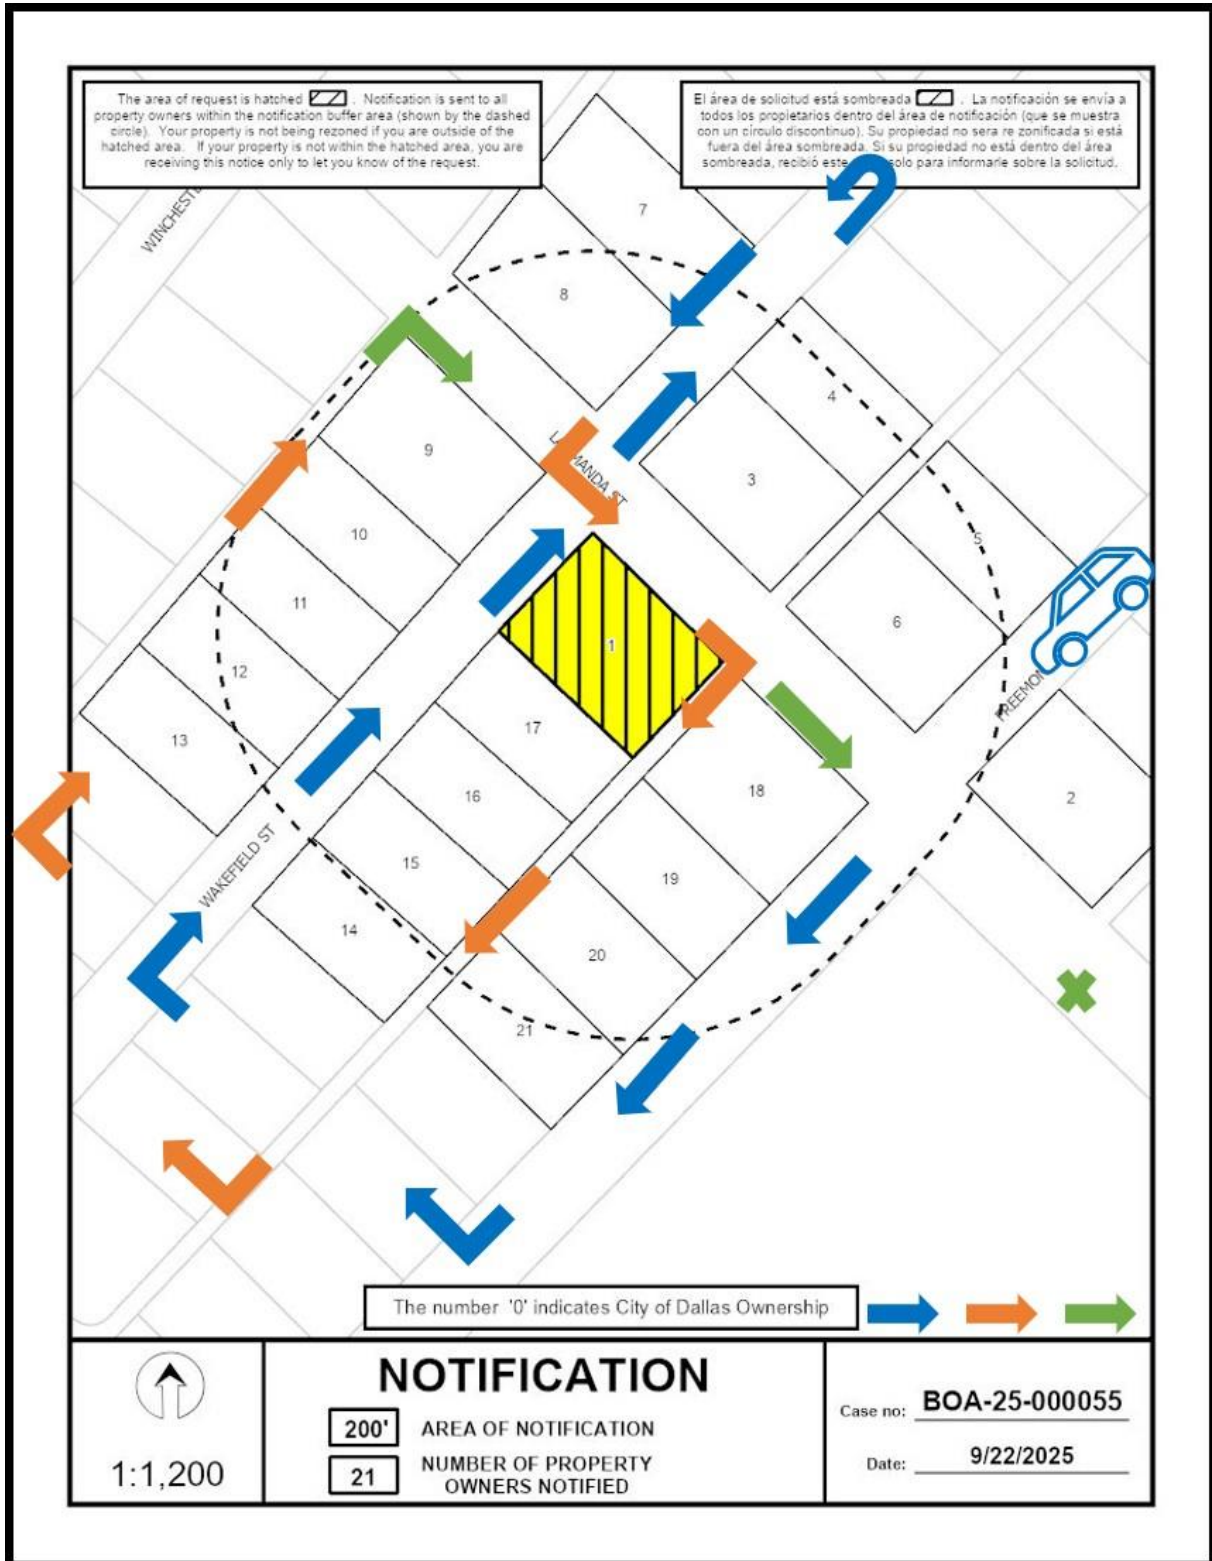 The area of request is hatched . Notification is sent to all
property owners within the notification buffer area (shown by the dashed
circle). Your property is not being rezoned if you are outside of the
hatched area. If your property is not within the hatched area, you are
receiving this notice only to let you know of the request.
El área de solicitud está sombreada . La notificación se envía a
todos los propietarios dentro del área de notificación (que se muestra
con un círculo discontinuo). Su propiedad no sera re zonificada si está
fuera del área sombreada. Si su propiedad no está dentro del área
sombreada, recibió este solo para informarle sobre la solicitud.
7
8
4
9
3
10
5
11
6
1
12
17
13
18
2
16
15
19
14
20
21
WAKEFIELD ST
The number '0' indicates City of Dallas Ownership
1:1,200
NOTIFICATION
200' AREA OF NOTIFICATION
21 NUMBER OF PROPERTY
OWNERS NOTIFIED
Case no: BOA-25-000055
Date: 9/22/2025